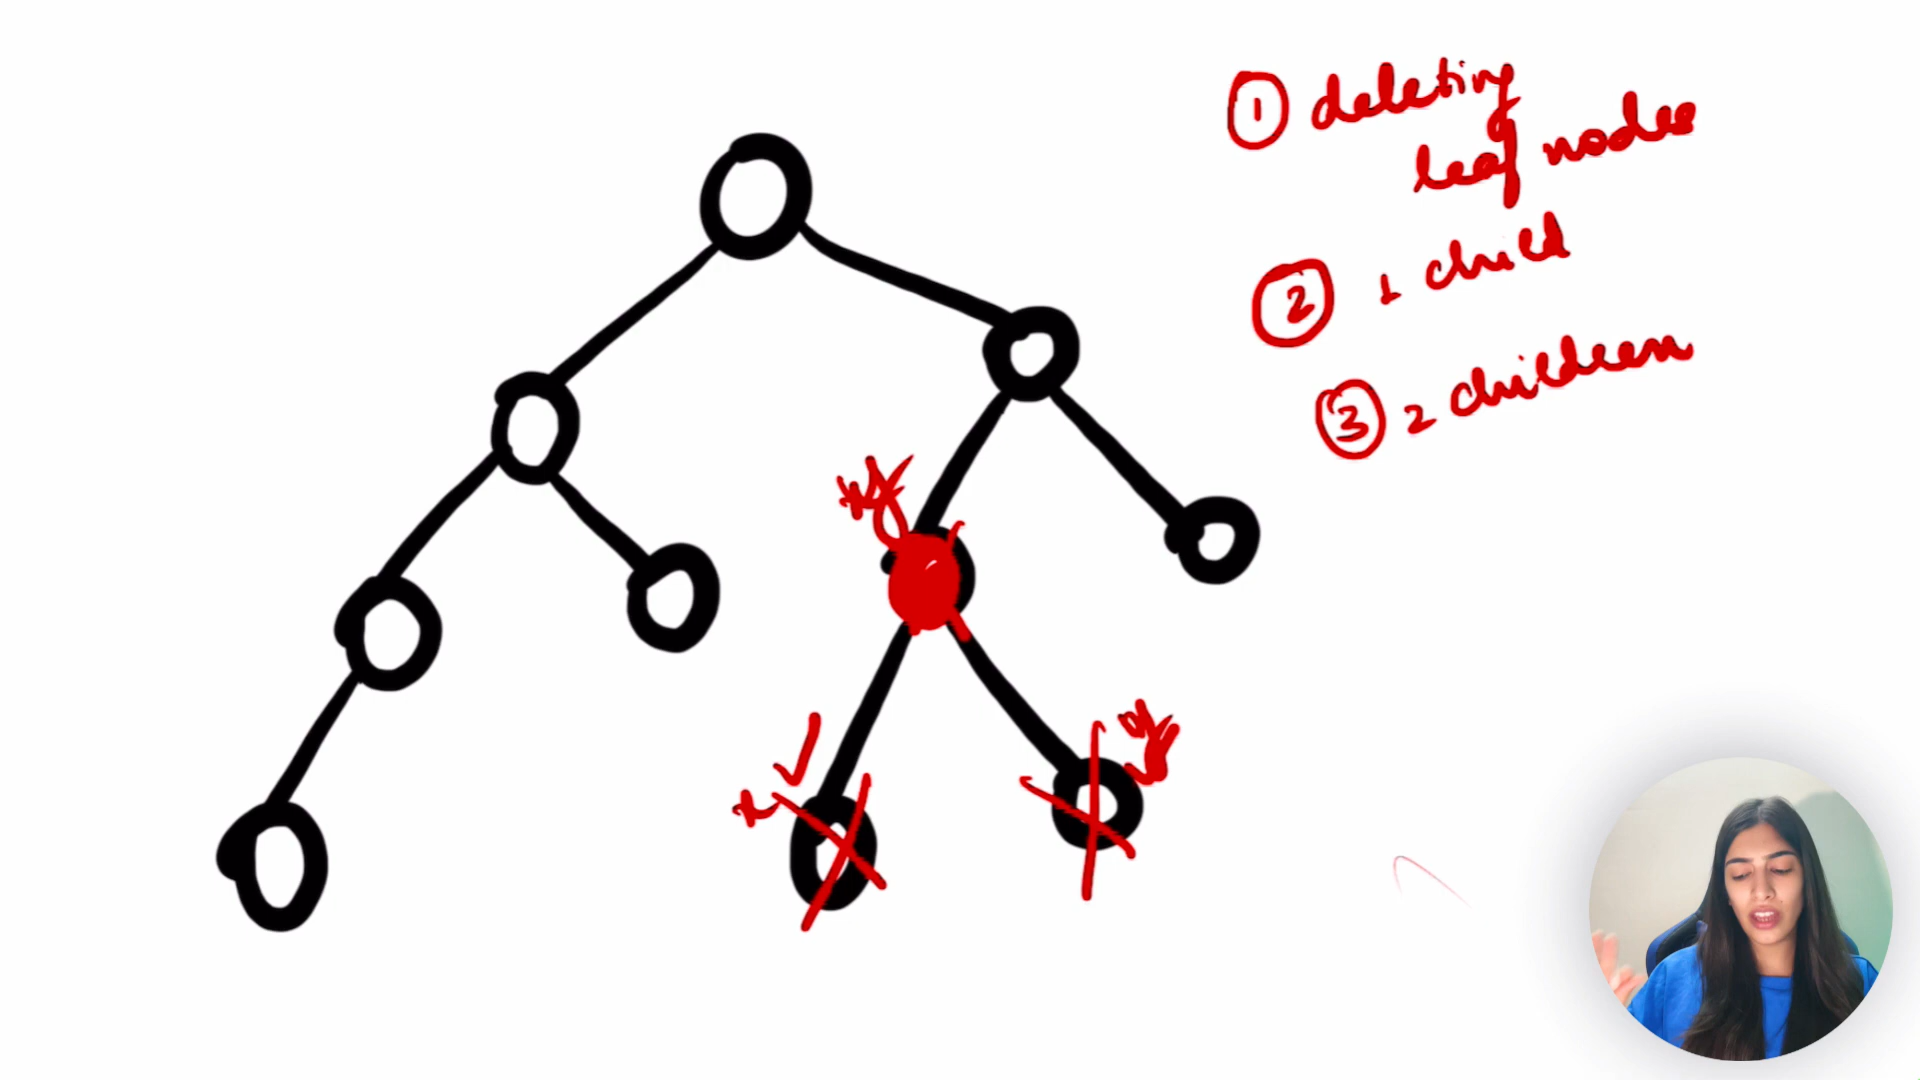 1 deleting
leaf nodes
2 1 child
3 2 children
x
y